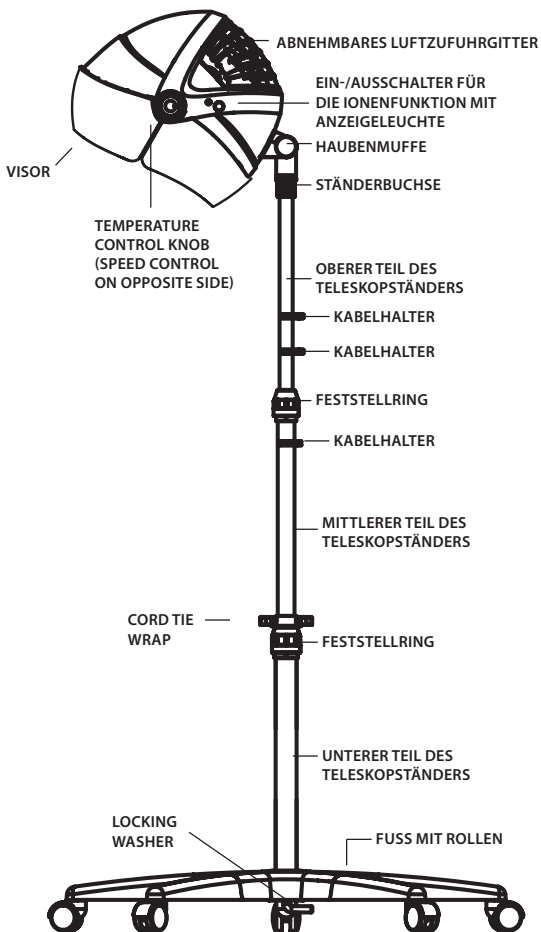 ABNEHMBARES LUFTZUFUHRGITTER
EIN-/AUSSCHALTER FÜR
DIE IONENFUNKTION MIT
ANZEIGELEUCHTE
HAUBENMUFFE
VISOR
STÄNDERBUCHSE
TEMPERATURE
CONTROL KNOB
(SPEED CONTROL
ON OPPOSITE SIDE)
OBERER TEIL DES
TELESKOPSTÄNDERS
KABELHALTER
KABELHALTER
FESTSTELLRING
KABELHALTER
MITTLERER TEIL DES
TELESKOPSTÄNDERS
CORD TIE
WRAP
FESTSTELLRING
UNTERER TEIL DES
TELESKOPSTÄNDERS
LOCKING
WASHER
FUSS MIT ROLLEN